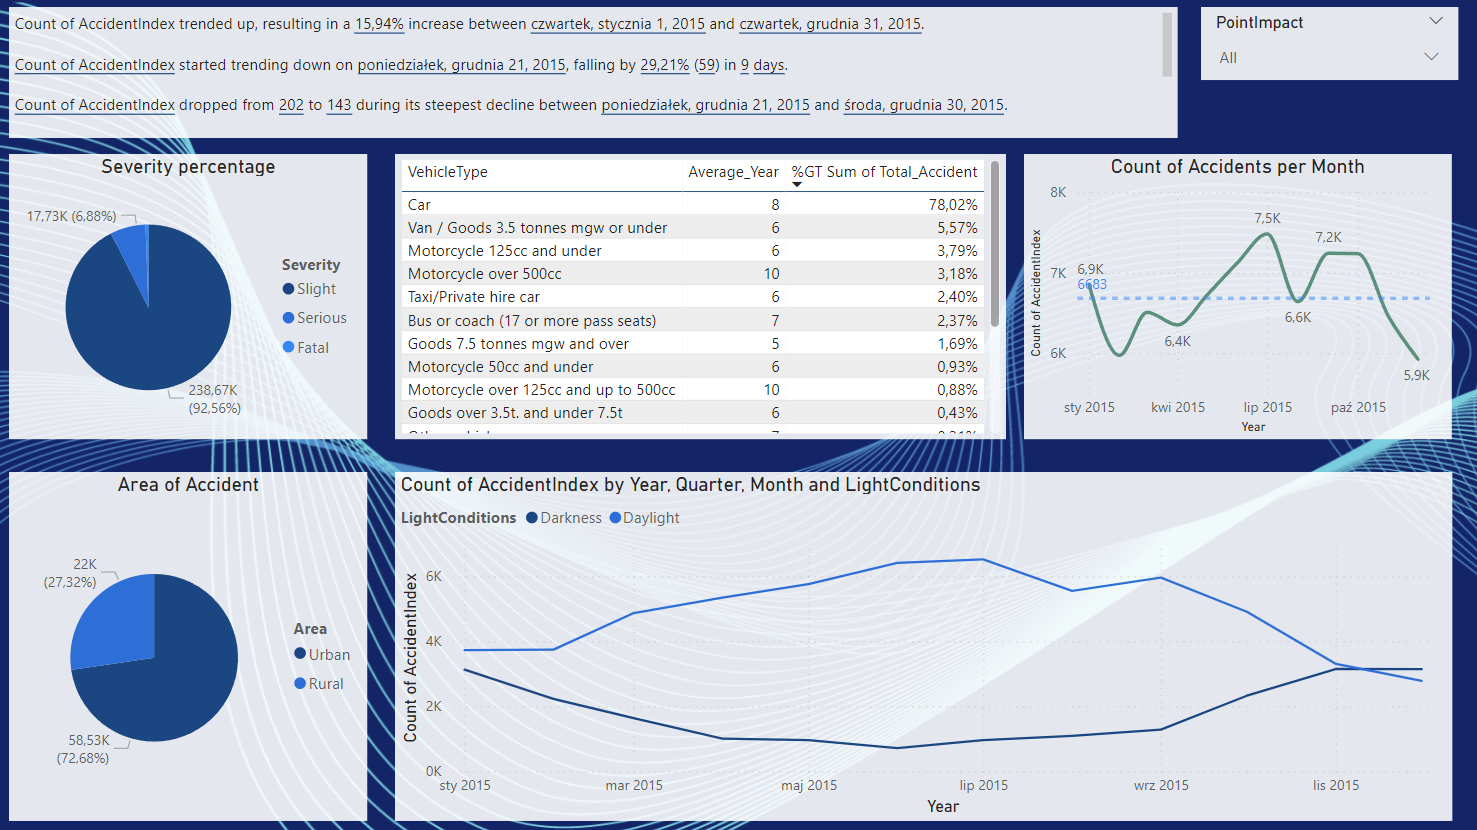 Count of AccidentIndex trended up, resulting in a 15,94% increase between czwartek, stycznia 1, 2015 and czwartek, grudnia 31, 2015.
Count of AccidentIndex started trending down on poniedziałek, grudnia 21, 2015, falling by 29,21% (59) in 9 days.
Count of AccidentIndex dropped from 202 to 143 during its steepest decline between poniedziałek, grudnia 21, 2015 and środa, grudnia 30, 2015.
PointImpact
All
Severity percentage
17,73K (6,88%)
238,67K
(92,56%)
Severity
Slight
Serious
Fatal
VehicleType Average_Year %GT Sum of Total_Accident
Car 8 78,02%
Van / Goods 3.5 tonnes mgw or under 6 5,57%
Motorcycle 125cc and under 6 3,79%
Motorcycle over 500cc 10 3,18%
Taxi/Private hire car 6 2,40%
Bus or coach (17 or more pass seats) 7 2,37%
Goods 7.5 tonnes mgw and over 5 1,69%
Motorcycle 50cc and under 6 0,93%
Motorcycle over 125cc and up to 500cc 10 0,88%
Goods over 3.5t. and under 7.5t 6 0,43%
Count of Accidents per Month
Count of AccidentIndex
8K
7K
6K
6,9K
6683
6,4K
7,5K
6,6K
7,2K
5,9K
sty 2015 kwi 2015 lip 2015 paź 2015
Year
Area of Accident
22K
(27,32%)
58,53K
(72,68%)
Area
Urban
Rural
Count of AccidentIndex by Year, Quarter, Month and LightConditions
LightConditions Darkness Daylight
Count of AccidentIndex
6K
4K
2K
0K
sty 2015 mar 2015 maj 2015 lip 2015 wrz 2015 lis 2015
Year